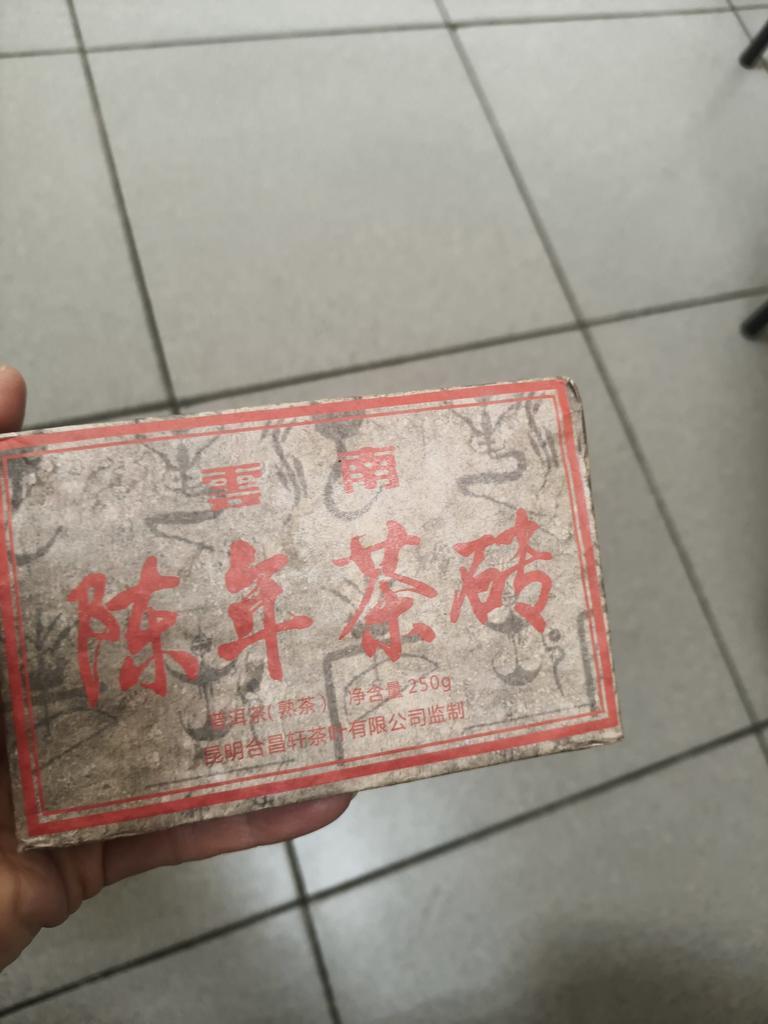 云南
陈年茶砖
普洱茶(熟茶) 净含量250g
昆明合昌轩茶叶有限公司监制